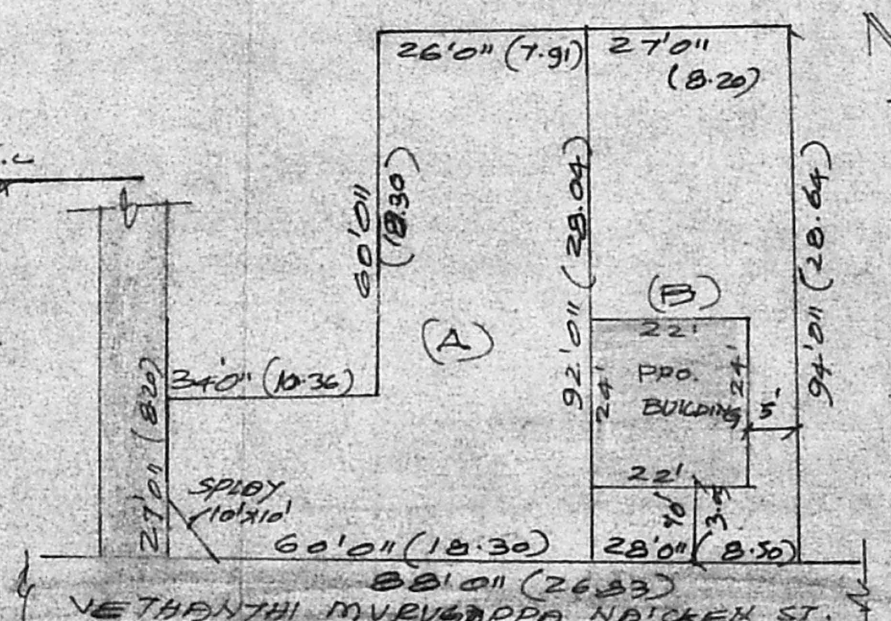 26'0" (7.91)
27'0"
(8.20)
60'0"
(18.30)
92'0" (28.04)
94'0" (28.64)
(A)
(B)
22'
24'
PRO.
BUILDING
24'
5'
22'
34'0" (10.36)
27'0" (8.20)
SPLAY
10'X10'
10'
60'0" (18.30)
28'0" (8.50)
88'0" (26.83)
VETHANTHI MURUGAPPA NAICKEN ST.